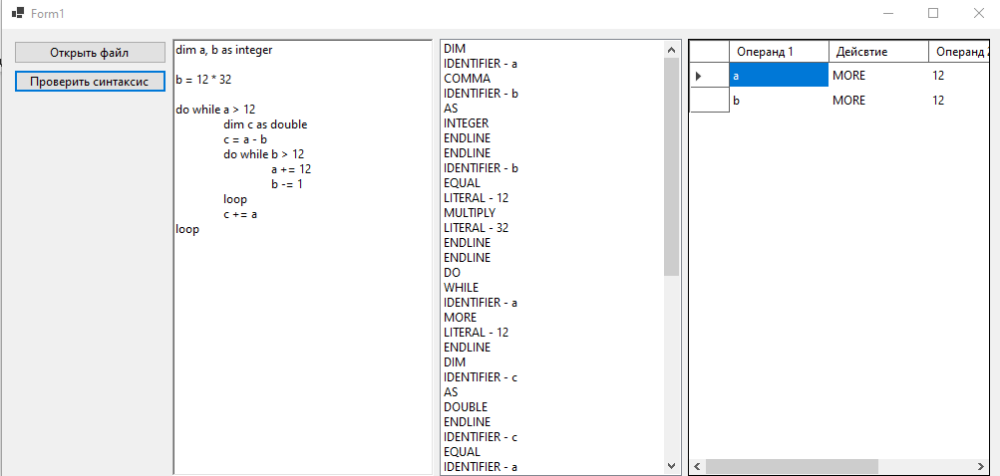 Form1
Открыть файл
Проверить синтаксис
dim a, b as integer
b = 12 * 32
do while a > 12
dim c as double
c = a - b
do while b > 12
a += 12
b -= 1
loop
c += a
loop
DIM
IDENTIFIER - a
COMMA
IDENTIFIER - b
AS
INTEGER
ENDLINE
ENDLINE
IDENTIFIER - b
EQUAL
LITERAL - 12
MULTIPLY
LITERAL - 32
ENDLINE
ENDLINE
DO
WHILE
IDENTIFIER - a
MORE
LITERAL - 12
ENDLINE
DIM
IDENTIFIER - c
AS
DOUBLE
ENDLINE
IDENTIFIER - c
EQUAL
IDENTIFIER - a
Операнд 1 Дейсвтие Операнд
a MORE 12
b MORE 12